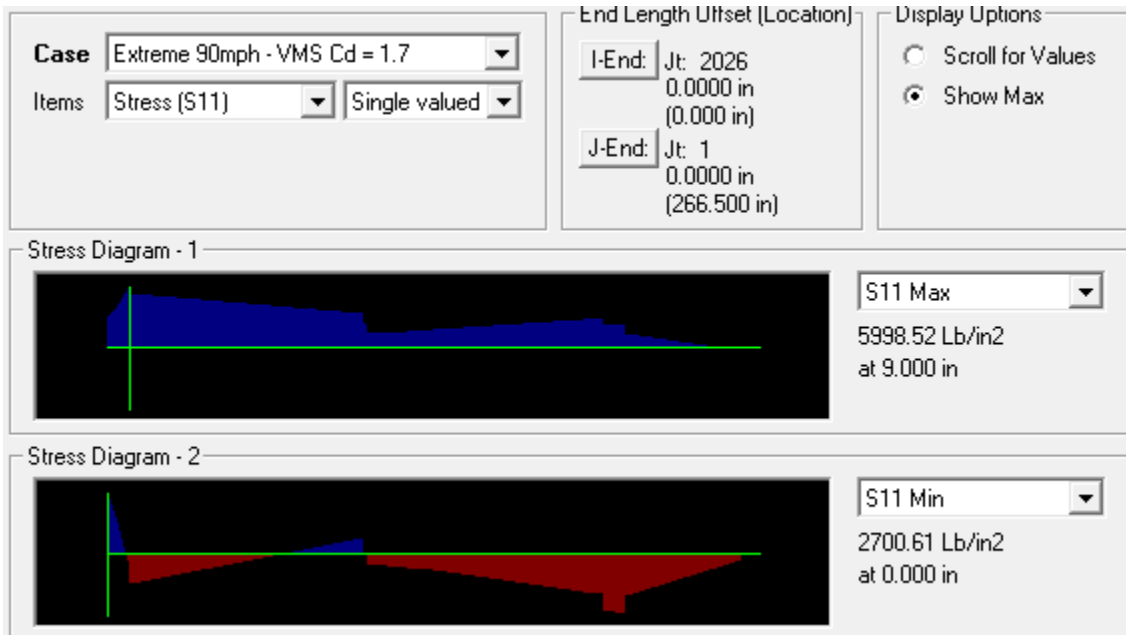 End Length Offset (Location)
Display Options
Case Extreme 90mph - VMS Cd = 1.7
Items Stress (S11) Single valued
I-End: Jt: 2026
0.0000 in
(0.000 in)
J-End: Jt: 1
0.0000 in
(266.500 in)
Scroll for Values
Show Max
Stress Diagram - 1
S11 Max
5998.52 Lb/in2
at 9.000 in
Stress Diagram - 2
S11 Min
2700.61 Lb/in2
at 0.000 in